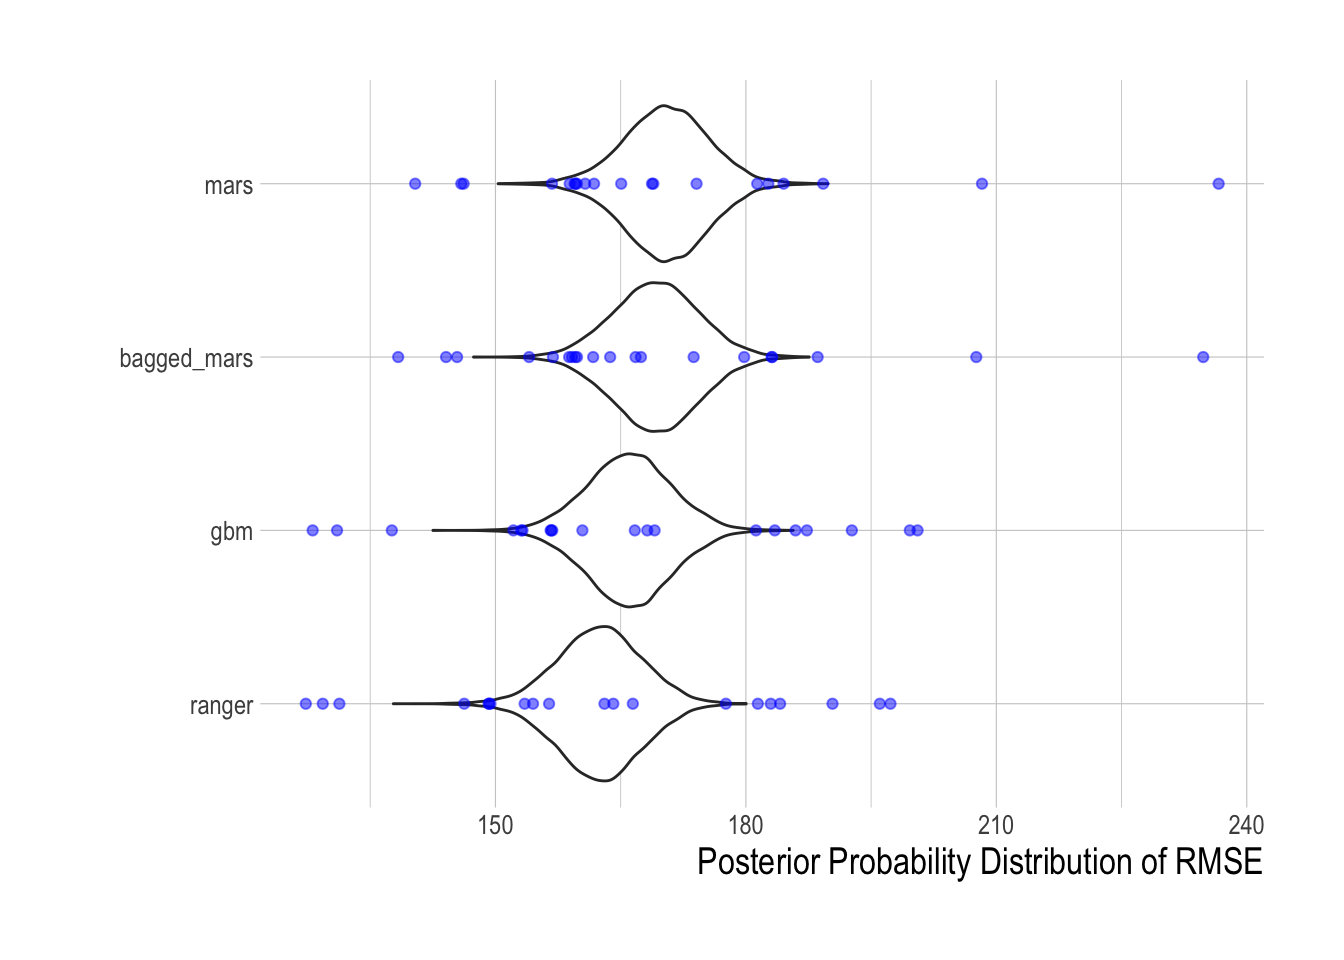 mars
bagged_mars
gbm
ranger
150 180 210 240
Posterior Probability Distribution of RMSE